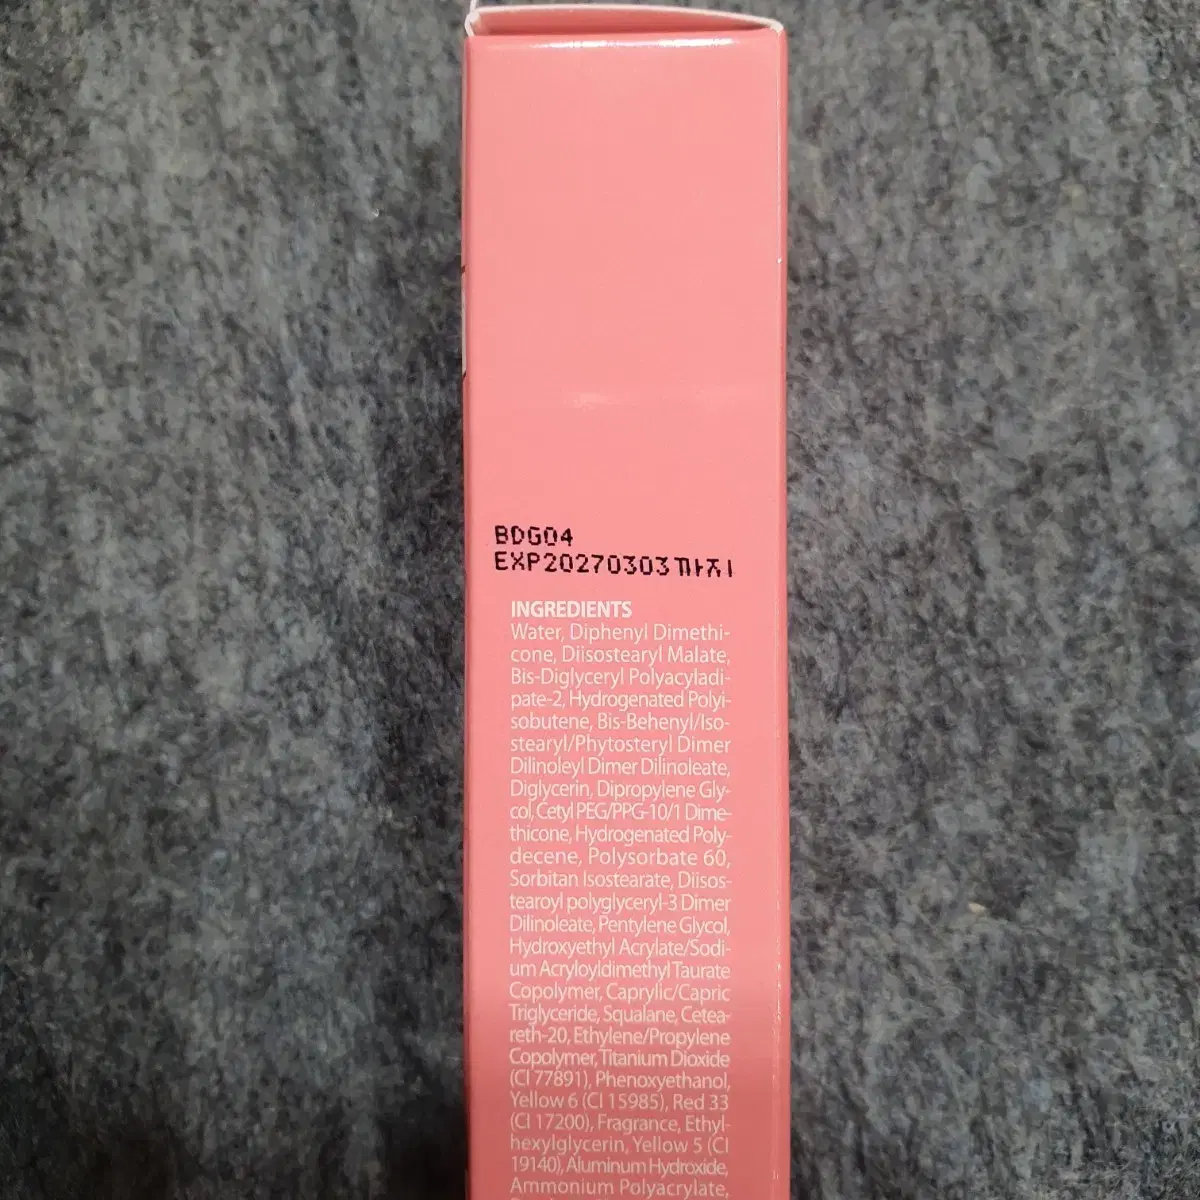 BDG04
EXP20270303까지
INGREDIENTS
Water, Diphenyl Dimethi-
cone, Diisostearyl Malate,
Bis-Diglyceryl Polyacyladi-
pate-2, Hydrogenated Polyi-
sobutene, Bis-Behenyl/Iso-
stearyl/Phytosteryl Dimer
Dilinoleyl Dimer Dilinoleate,
Diglycerin, Dipropylene Gly-
col, Cetyl PEG/PPG-10/1 Dime-
thicone, Hydrogenated Poly-
decene, Polysorbate 60,
Sorbitan Isostearate, Diisos-
tearoyl polyglyceryl-3 Dimer
Dilinoleate, Pentylene Glycol,
Hydroxyethyl Acrylate/Sodi-
um Acryloyldimethyl Taurate
Copolymer, Caprylic/Capric
Triglyceride, Squalane, Cetea-
reth-20, Ethylene/Propylene
Copolymer, Titanium Dioxide
(CI 77891), Phenoxyethanol,
Yellow 6 (CI 15985), Red 33
(CI 17200), Fragrance, Ethyl-
hexylglycerin, Yellow 5 (CI
19140), Aluminum Hydroxide,
Ammonium Polyacrylate,